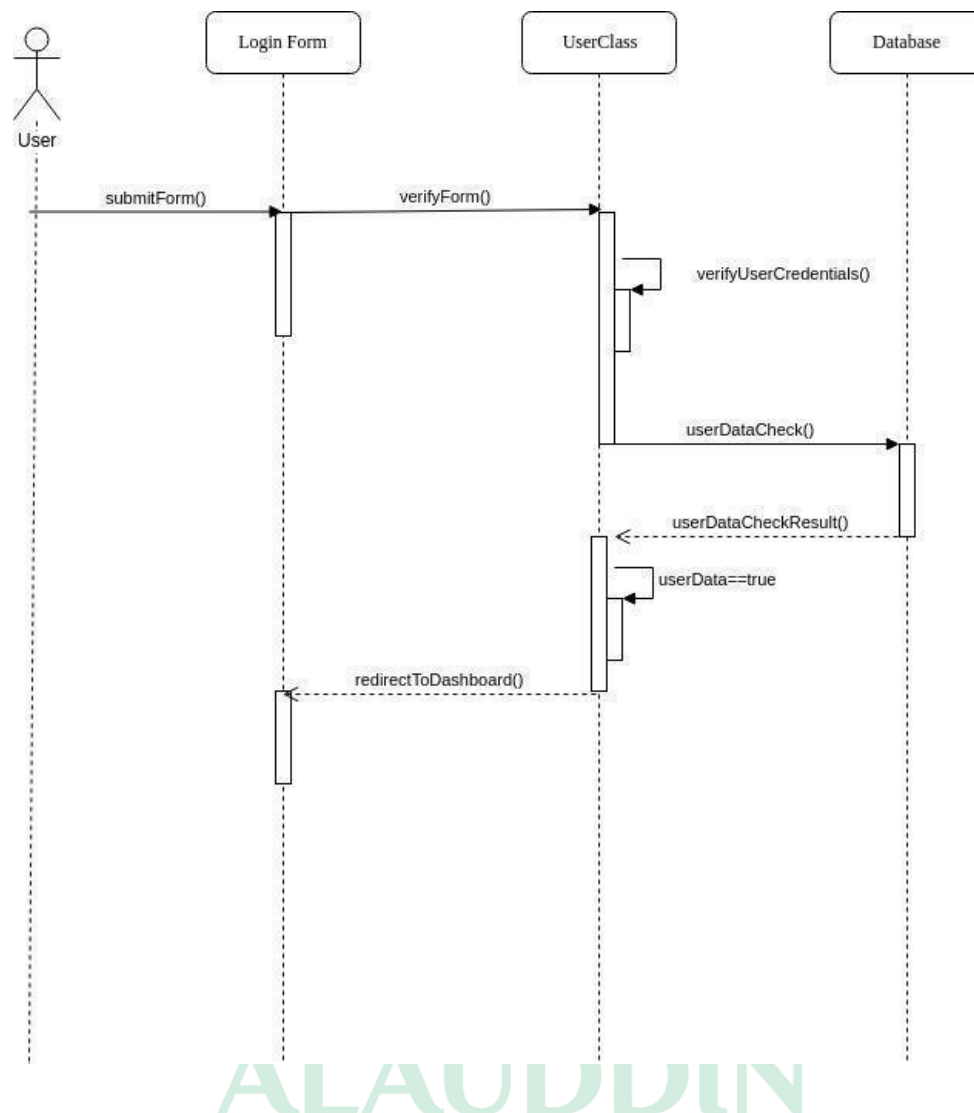 Login Form
UserClass
Database
User
submitForm()
verifyForm()
verifyUserCredentials()
userDataCheck()
userDataCheckResult()
userData==true
redirectToDashboard()
ALAUDDIN